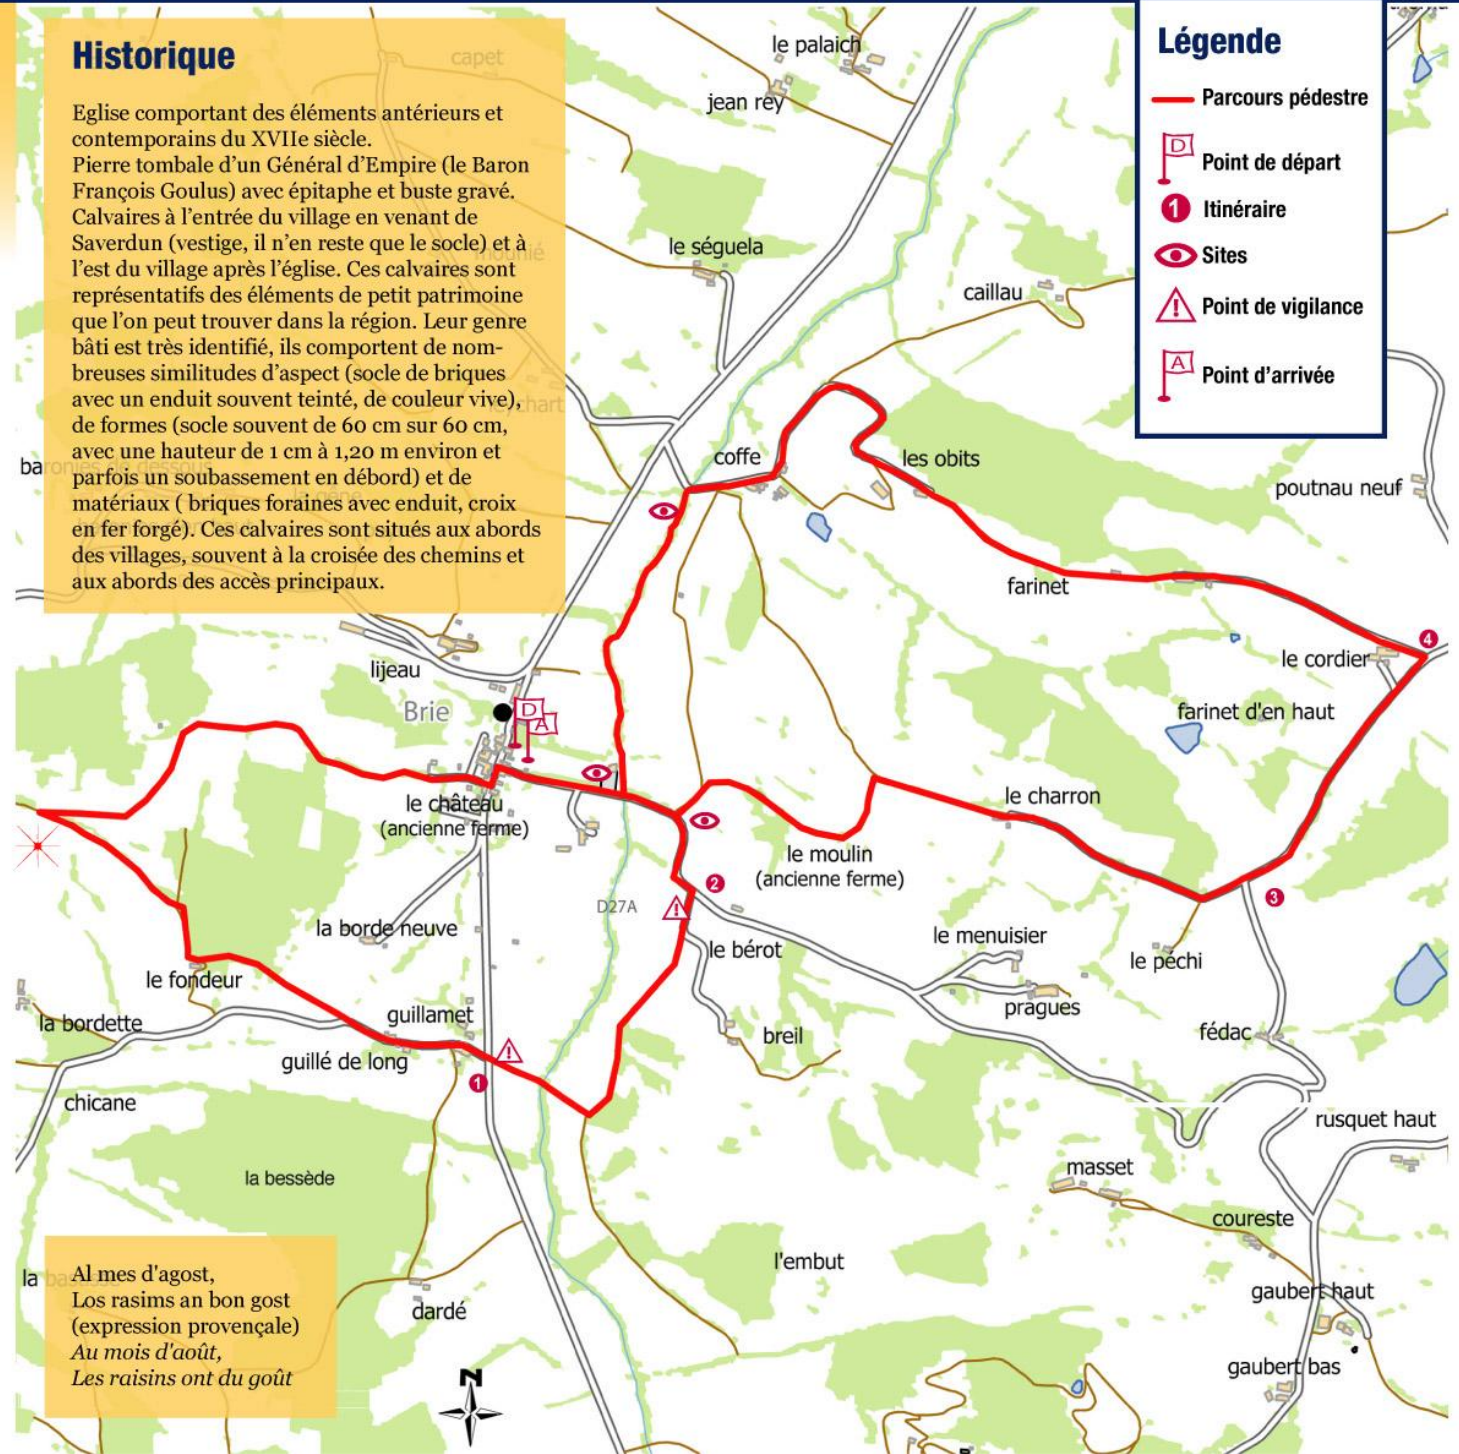 Historique
Eglise comportant des éléments antérieurs et
contemporains du XVIIe siècle.
Pierre tombale d'un Général d'Empire (le Baron
François Goulus) avec épitaphe et buste gravé.
Calvaires à l'entrée du village en venant de
Saverdun (vestige, il n'en reste que le socle) et à
l'est du village après l'église. Ces calvaires sont
représentatifs des éléments de petit patrimoine
que l'on peut trouver dans la région. Leur genre
bâti est très identifié, ils comportent de nom-
breuses similitudes d'aspect (socle de briques
avec un enduit souvent teinté, de couleur vive),
de formes (socle souvent de 60 cm sur 60 cm,
avec une hauteur de 1 cm à 1,20 m environ et
parfois un soubassement en débord) et de
matériaux ( briques foraines avec enduit, croix
en fer forgé). Ces calvaires sont situés aux abords
des villages, souvent à la croisée des chemins et
aux abords des accès principaux.
Légende
Parcours pédestre
D
Point de départ
1
Itinéraire
Sites
!
Point de vigilance
A
Point d'arrivée
capet
le palaich
jean rey
le séguela
caillau
baronies de dessous
coffe
les obits
poutnau neuf
farinet
4
le cordier
lijeau
Brie
D
A
farinet d'en haut
le château
(ancienne ferme)
le charron
le moulin
(ancienne ferme)
2
3
D27A
!
la borde neuve
le bérot
le menuisier
le péchi
le fondeur
pragues
la bordette
guillamet
breil
fédac
guillé de long
!
1
chicane
rusquet haut
la bessède
masset
coureste
l'embut
gaubert haut
dardé
gaubert bas
la
Al mes d'agost,
Los rasims an bon gost
(expression provençale)
Au mois d'août,
Les raisins ont du goût
N